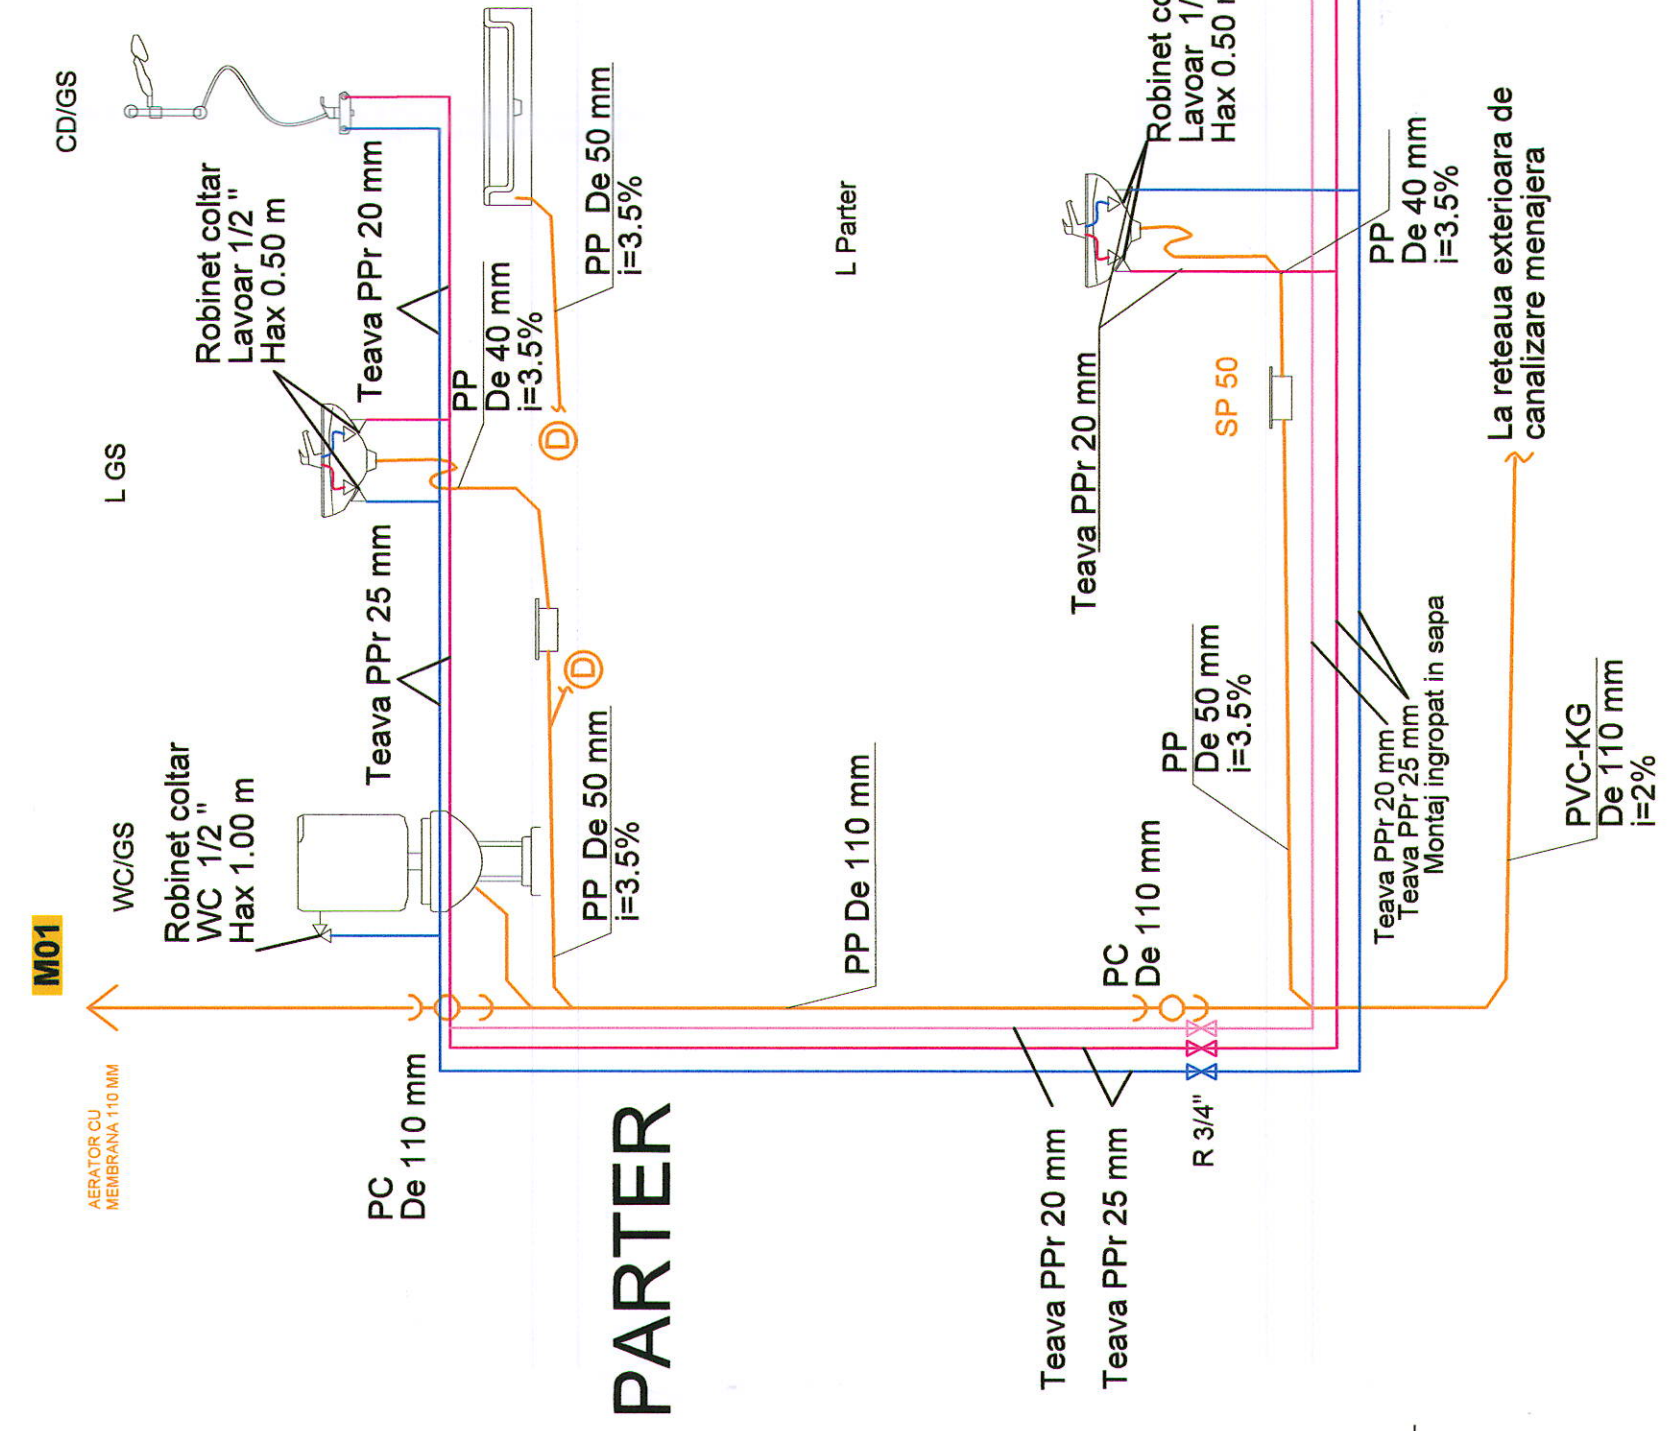 M01
CD/GS
L GS
WC/GS
AERATOR CU
MEMBRANA 110 MM
Robinet coltar
Lavoar 1/2 "
Hax 0.50 m
Robinet coltar
WC 1/2 "
Hax 1.00 m
Teava PPr 20 mm
Teava PPr 25 mm
PC
De 110 mm
PP
De 40 mm
i=3.5%
PP De 50 mm
i=3.5%
D
D
PP De 50 mm
i=3.5%
PARTER
L Parter
PP De 110 mm
Robinet
Lavoar
Hax 0.50
Teava PPr 20 mm
SP 50
PC
De 110 mm
PP
De 50 mm
i=3.5%
PP
De 40 mm
i=3.5%
Teava PPr 20 mm
Teava PPr 25 mm
R 3/4"
Teava PPr 20 mm
Teava PPr 25 mm
Montaj ingropat in sapa
La reteaua exterioara de
canalizare menajera
PVC-KG
De 110 mm
i=2%